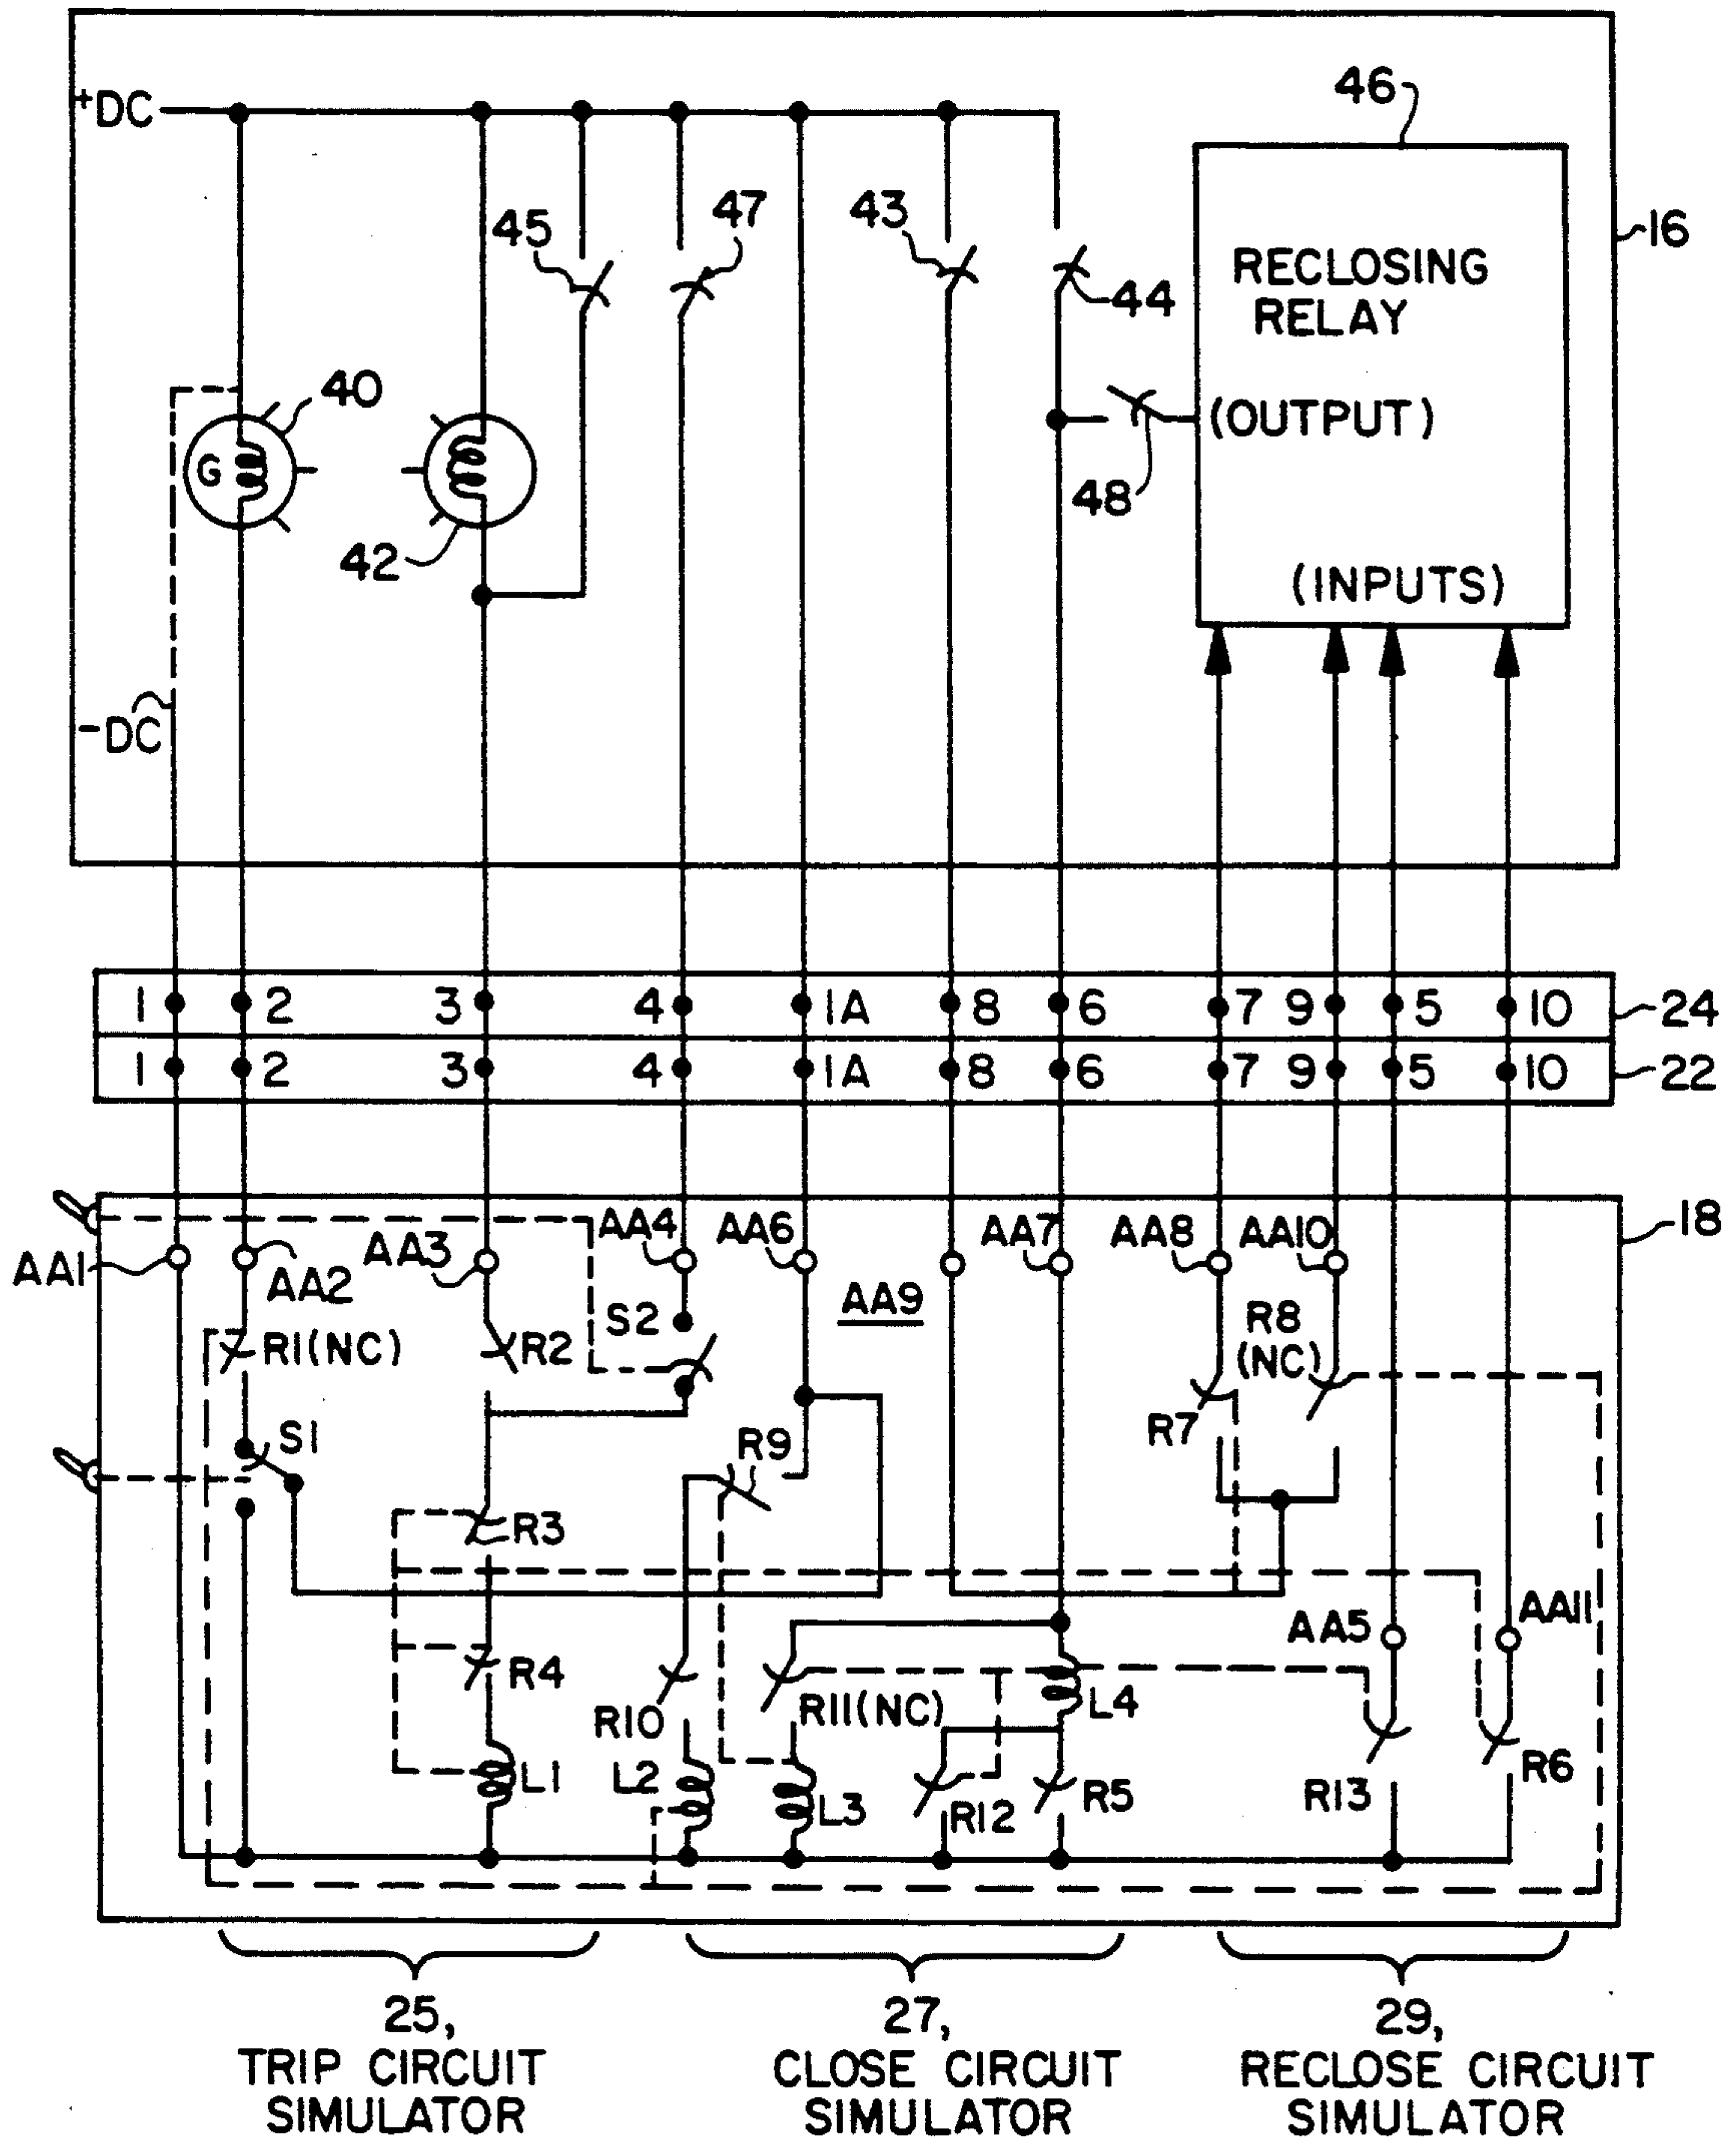 46
+DC
45
47
43
16
RECLOSING
RELAY
44
40
(OUTPUT)
G
48
42
(INPUTS)
-DC
1 2 3 4 1A 8 6 7 9 5 10 24
1 2 3 4 1A 8 6 7 9 5 10 22
18
AA1 AA2 AA3 AA4 AA6 AA7 AA8 AA10
AA9
S2
R8
(NC)
R1(NC)
R2
R7
S1
R9
R3
AA5
AA11
R4
R10
R11(NC)
L4
L1
L2
L3
R12
R5
R13
R6
25,
TRIP CIRCUIT
SIMULATOR
27,
CLOSE CIRCUIT
SIMULATOR
29,
RECLOSE CIRCUIT
SIMULATOR